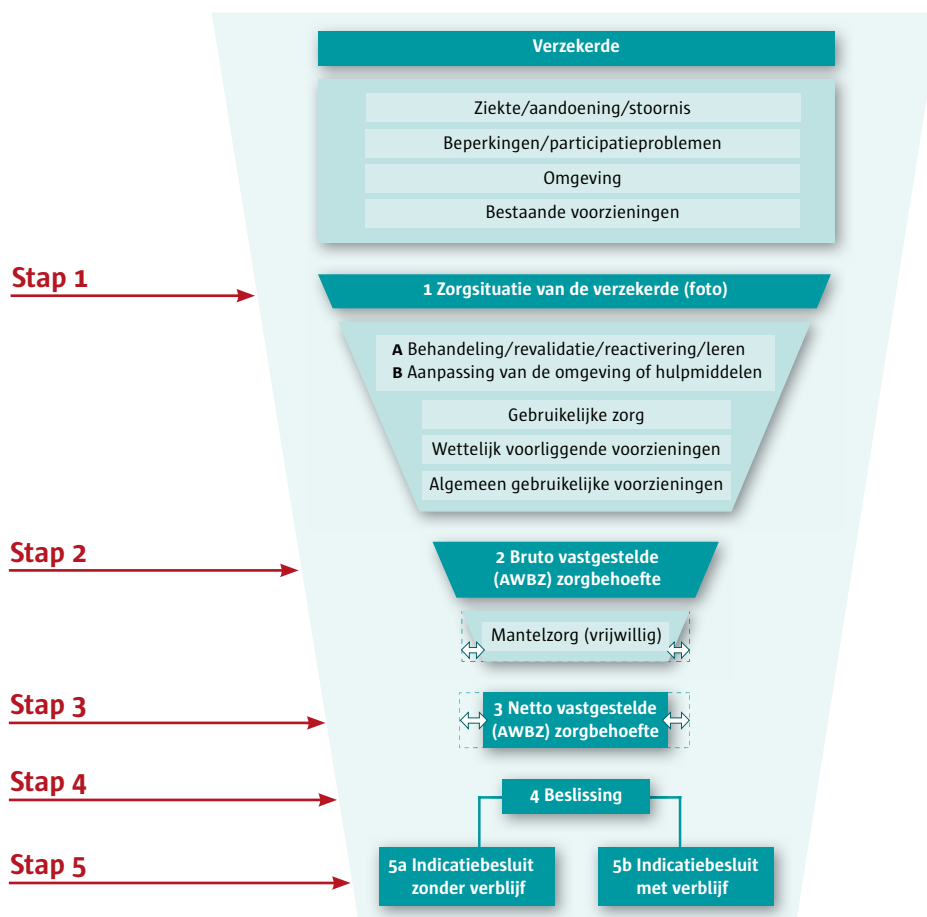 Verzekerde
Ziekte/aandoening/stoornis
Beperkingen/participatieproblemen
Omgeving
Bestaande voorzieningen
Stap 1
1 Zorgsituatie van de verzekerde (foto)
A Behandeling/revalidatie/reactivering/leren
B Aanpassing van de omgeving of hulpmiddelen
Gebruikelijke zorg
Wettelijk voorliggende voorzieningen
Algemeen gebruikelijke voorzieningen
Stap 2
2 Bruto vastgestelde
(AWBZ) zorgbehoefte
Mantelzorg (vrijwillig)
Stap 3
3 Netto vastgestelde
(AWBZ) zorgbehoefte
Stap 4
4 Beslissing
Stap 5
5a Indicatiebesluit
zonder verblijf
5b Indicatiebesluit
met verblijf